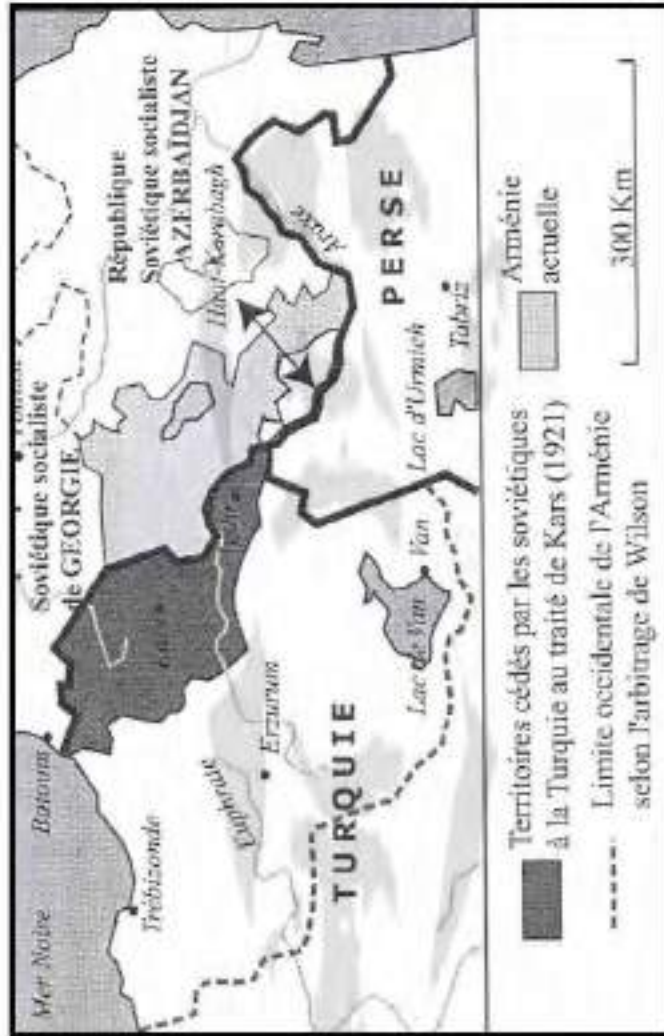 Mer Noire
Batoum
Soviétique socialiste
de GEORGIE
République
Soviétique socialiste
AZERBAÏDJAN
Haut-Karabagh
Trébizonde
Erzurum
Euphrate
Araxe
TURQUIE
PERSE
Lac de Van
Van
Lac d'Urmieh
Tabriz
Territoires cédés par les soviétiques
à la Turquie au traité de Kars (1921)
Limite occidentale de l'Arménie
selon l'arbitrage de Wilson
Arménie
actuelle
300 Km